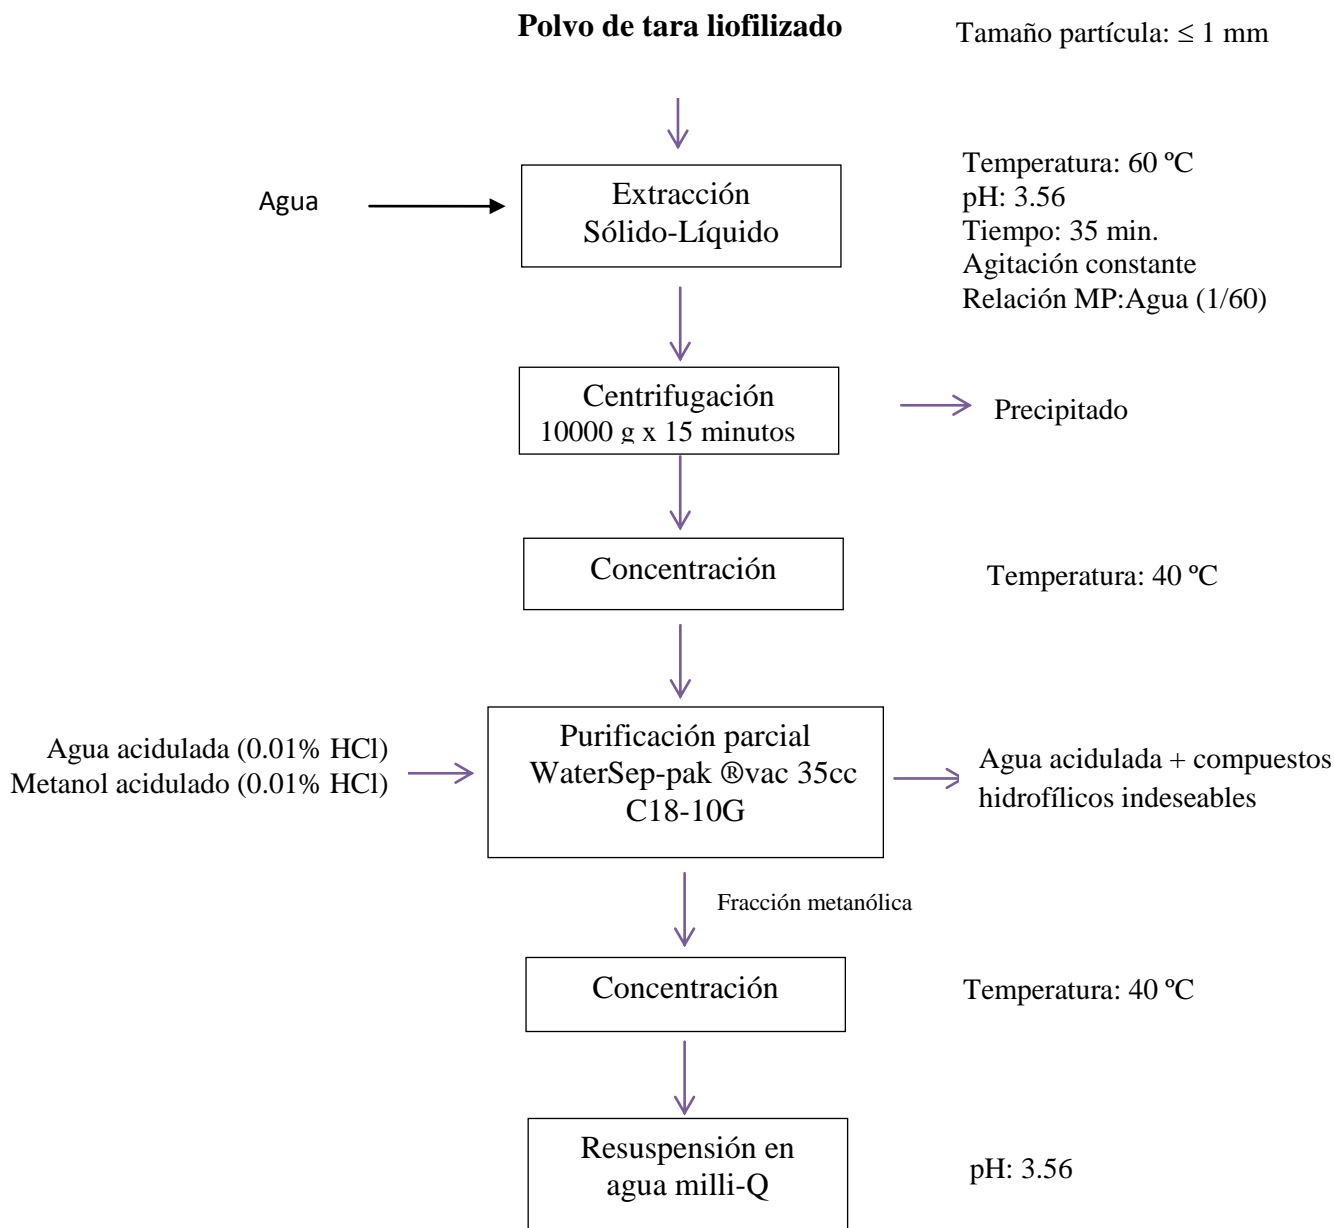 Polvo de tara liofilizado
Tamaño partícula: ≤ 1 mm
Agua
Extracción
Sólido-Líquido
Temperatura: 60 ºC
pH: 3.56
Tiempo: 35 min.
Agitación constante
Relación MP:Agua (1/60)
Centrifugación
10000 g x 15 minutos
Precipitado
Concentración
Temperatura: 40 ºC
Agua acidulada (0.01% HCl)
Metanol acidulado (0.01% HCl)
Purificación parcial
WaterSep-pak ®vac 35cc
C18-10G
Agua acidulada + compuestos
hidrofílicos indeseables
Fracción metanólica
Concentración
Temperatura: 40 ºC
Resuspensión en
agua milli-Q
pH: 3.56